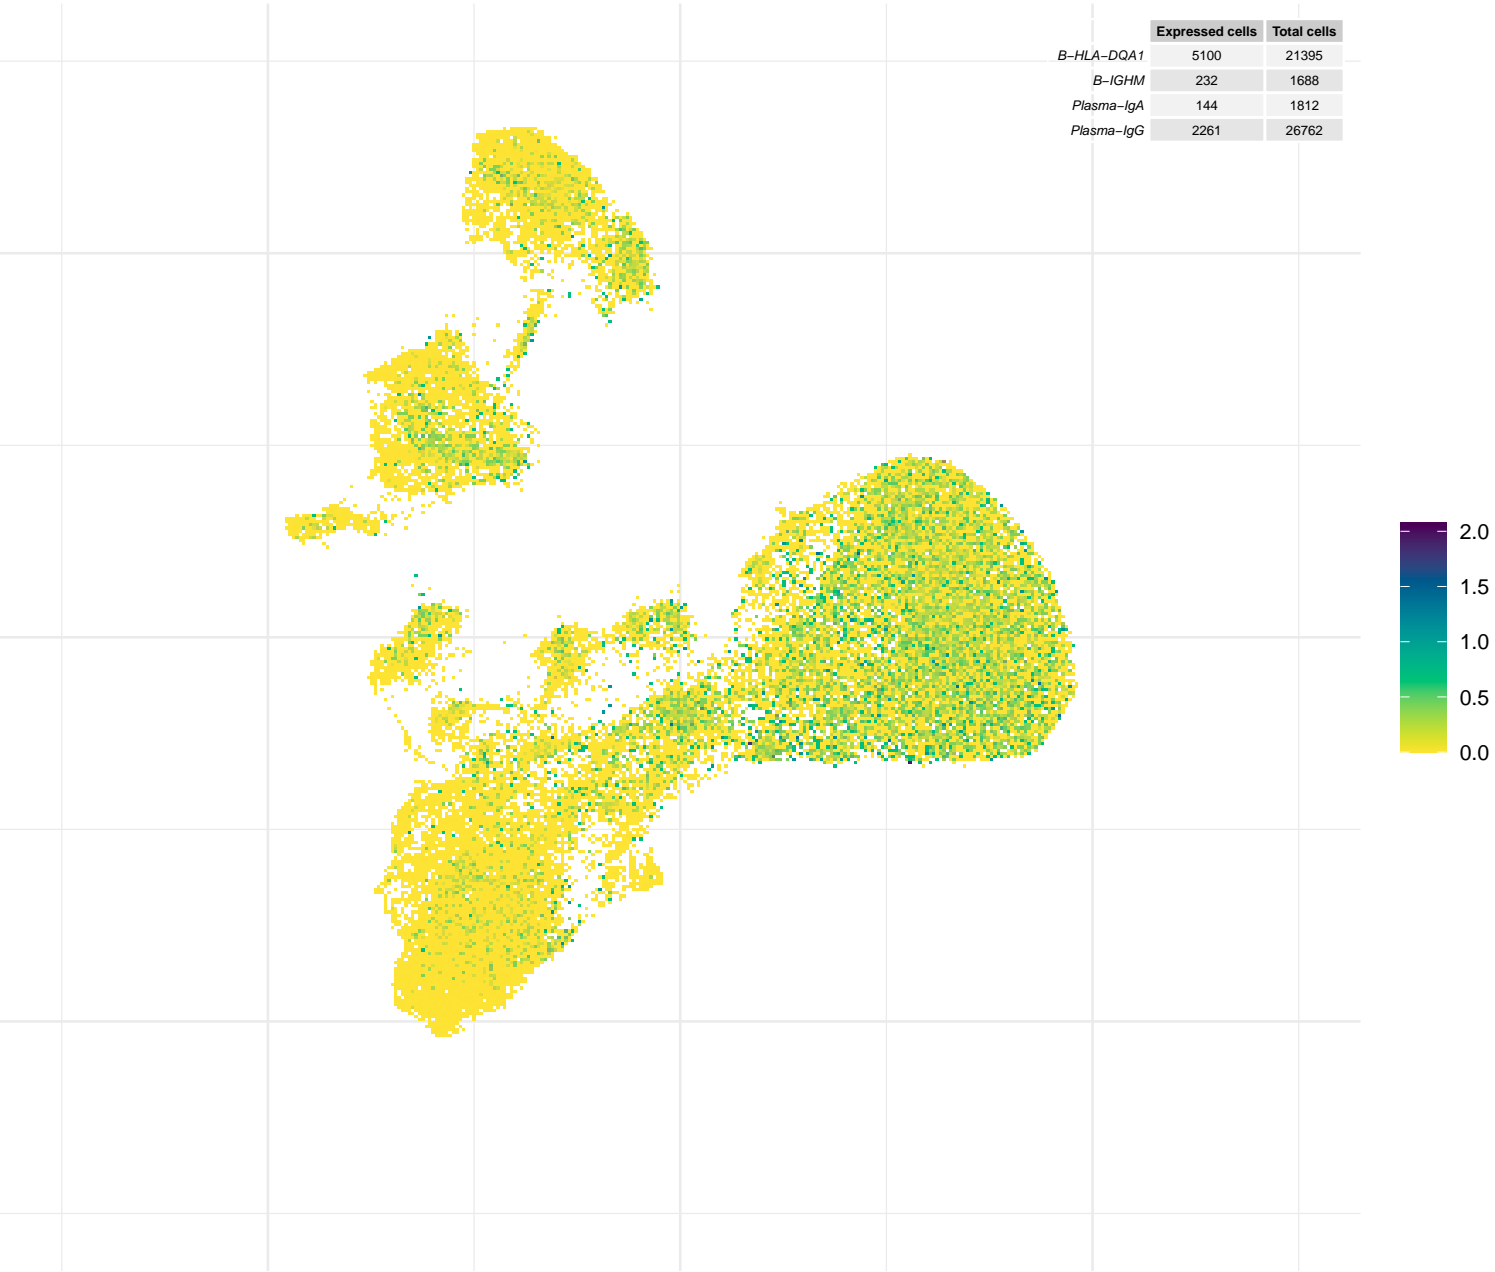 Expressed cells Total cells
B−HLA−DQA1 5100 21395
B−IGHM 232 1688
Plasma−IgA 144 1812
Plasma−IgG 2261 26762
2.0
1.5
1.0
0.5
0.0